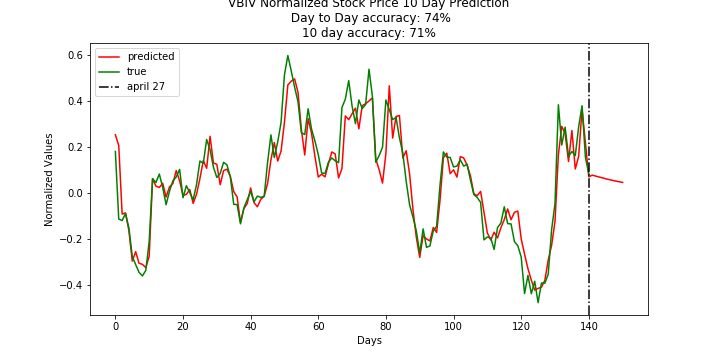 VBIV Normalized Stock Price 10 Day Prediction
Day to Day accuracy: 74%
10 day accuracy: 71%
predicted
true
april 27
Normalized Values
0.6
0.4
0.2
0.0
−0.2
−0.4
0
20
40
60
80
100
120
140
Days